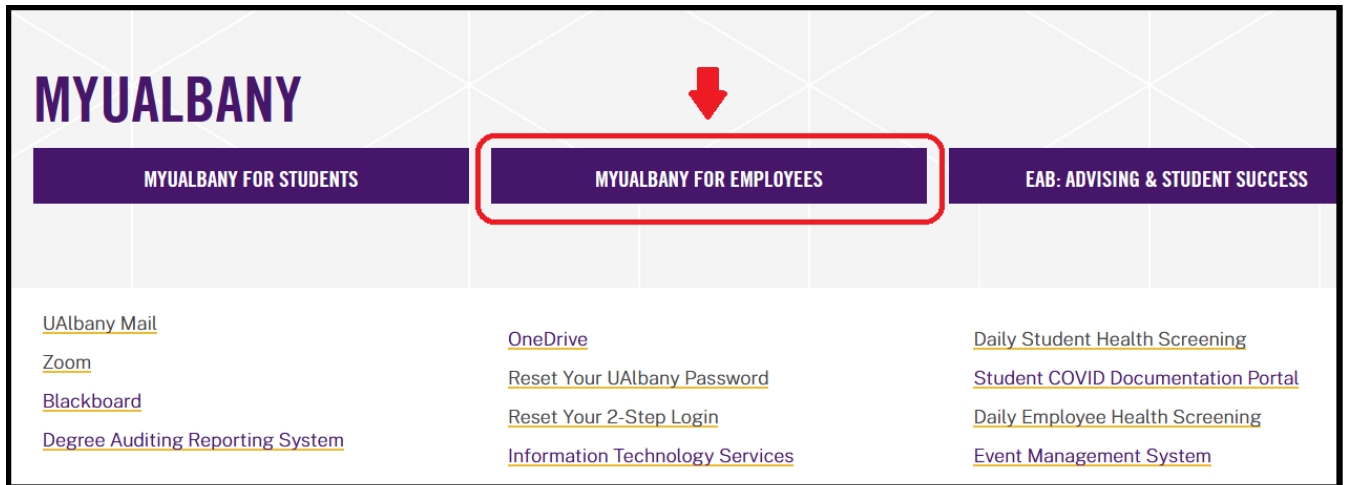 MYUALBANY
MYUALBANY FOR STUDENTS
MYUALBANY FOR EMPLOYEES
EAB: ADVISING & STUDENT SUCCESS
UAlbany Mail
Zoom
Blackboard
Degree Auditing Reporting System
OneDrive
Reset Your UAlbany Password
Reset Your 2-Step Login
Information Technology Services
Daily Student Health Screening
Student COVID Documentation Portal
Daily Employee Health Screening
Event Management System